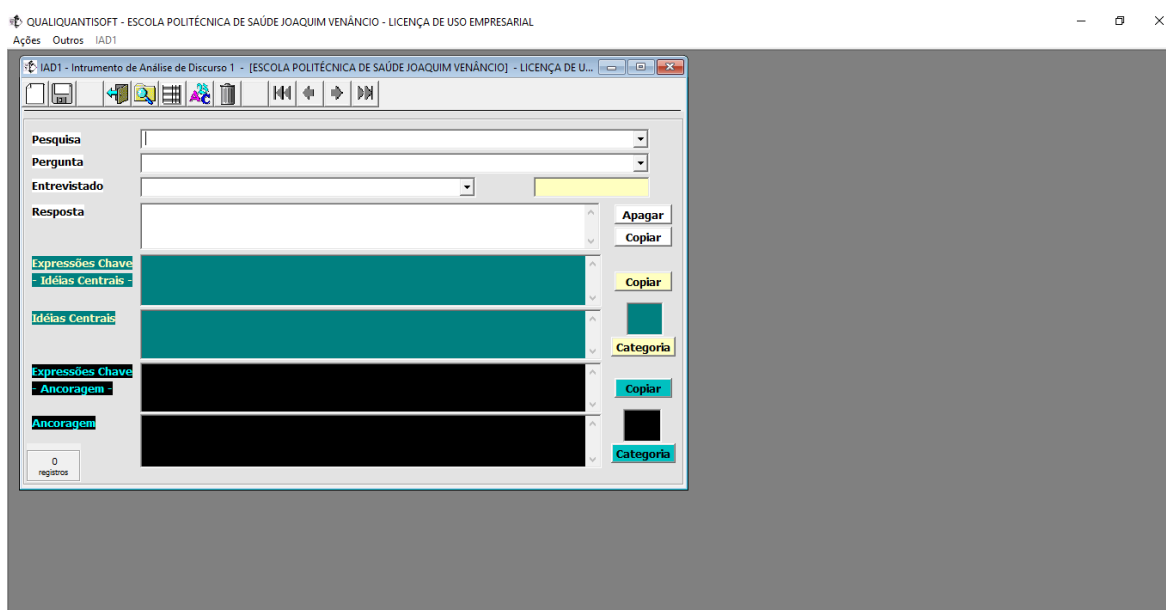 QUALIQUANTISOFT - ESCOLA POLITÉCNICA DE SAÚDE JOAQUIM VENÂNCIO - LICENÇA DE USO EMPRESARIAL
Ações Outros IAD1
IAD1 - Intrumento de Análise de Discurso 1 - [ESCOLA POLITÉCNICA DE SAÚDE JOAQUIM VENÂNCIO] - LICENÇA DE U...
Pesquisa
Pergunta
Entrevistado
Resposta
Apagar
Copiar
Expressões Chave
- Idéias Centrais -
Copiar
Idéias Centrais
Categoria
Expressões Chave
- Ancoragem -
Copiar
Ancoragem
Categoria
0
registros